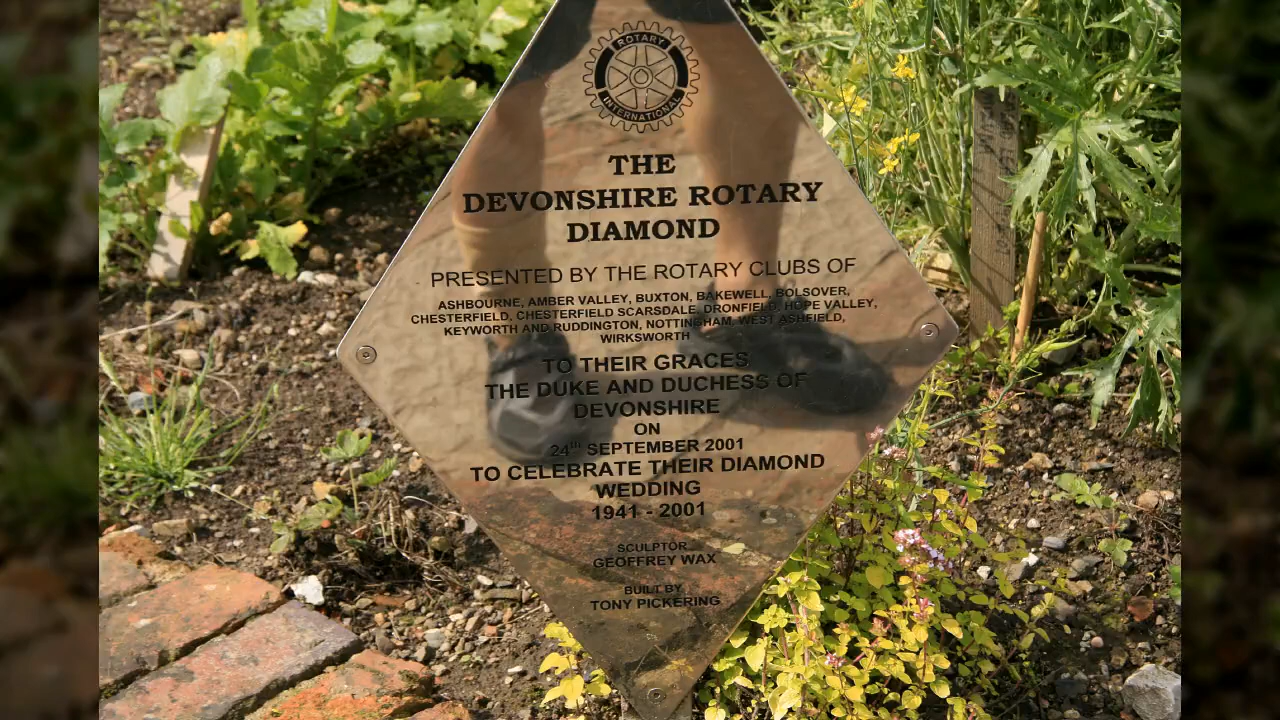 ROTARY
INTERNATIONAL
THE
DEVONSHIRE ROTARY
DIAMOND
PRESENTED BY THE ROTARY CLUBS OF
ASHBOURNE, AMBER VALLEY, BUXTON, BAKEWELL, BOLSOVER,
CHESTERFIELD, CHESTERFIELD SCARSDALE, DRONFIELD, HOPE VALLEY,
KEYWORTH AND RUDDINGTON, NOTTINGHAM, WEST ASHFIELD,
WIRKSWORTH
TO THEIR GRACES
THE DUKE AND DUCHESS OF
DEVONSHIRE
ON
24th SEPTEMBER 2001
TO CELEBRATE THEIR DIAMOND
WEDDING
1941 - 2001
SCULPTOR
GEOFFREY WAX
BUILT BY
TONY PICKERING